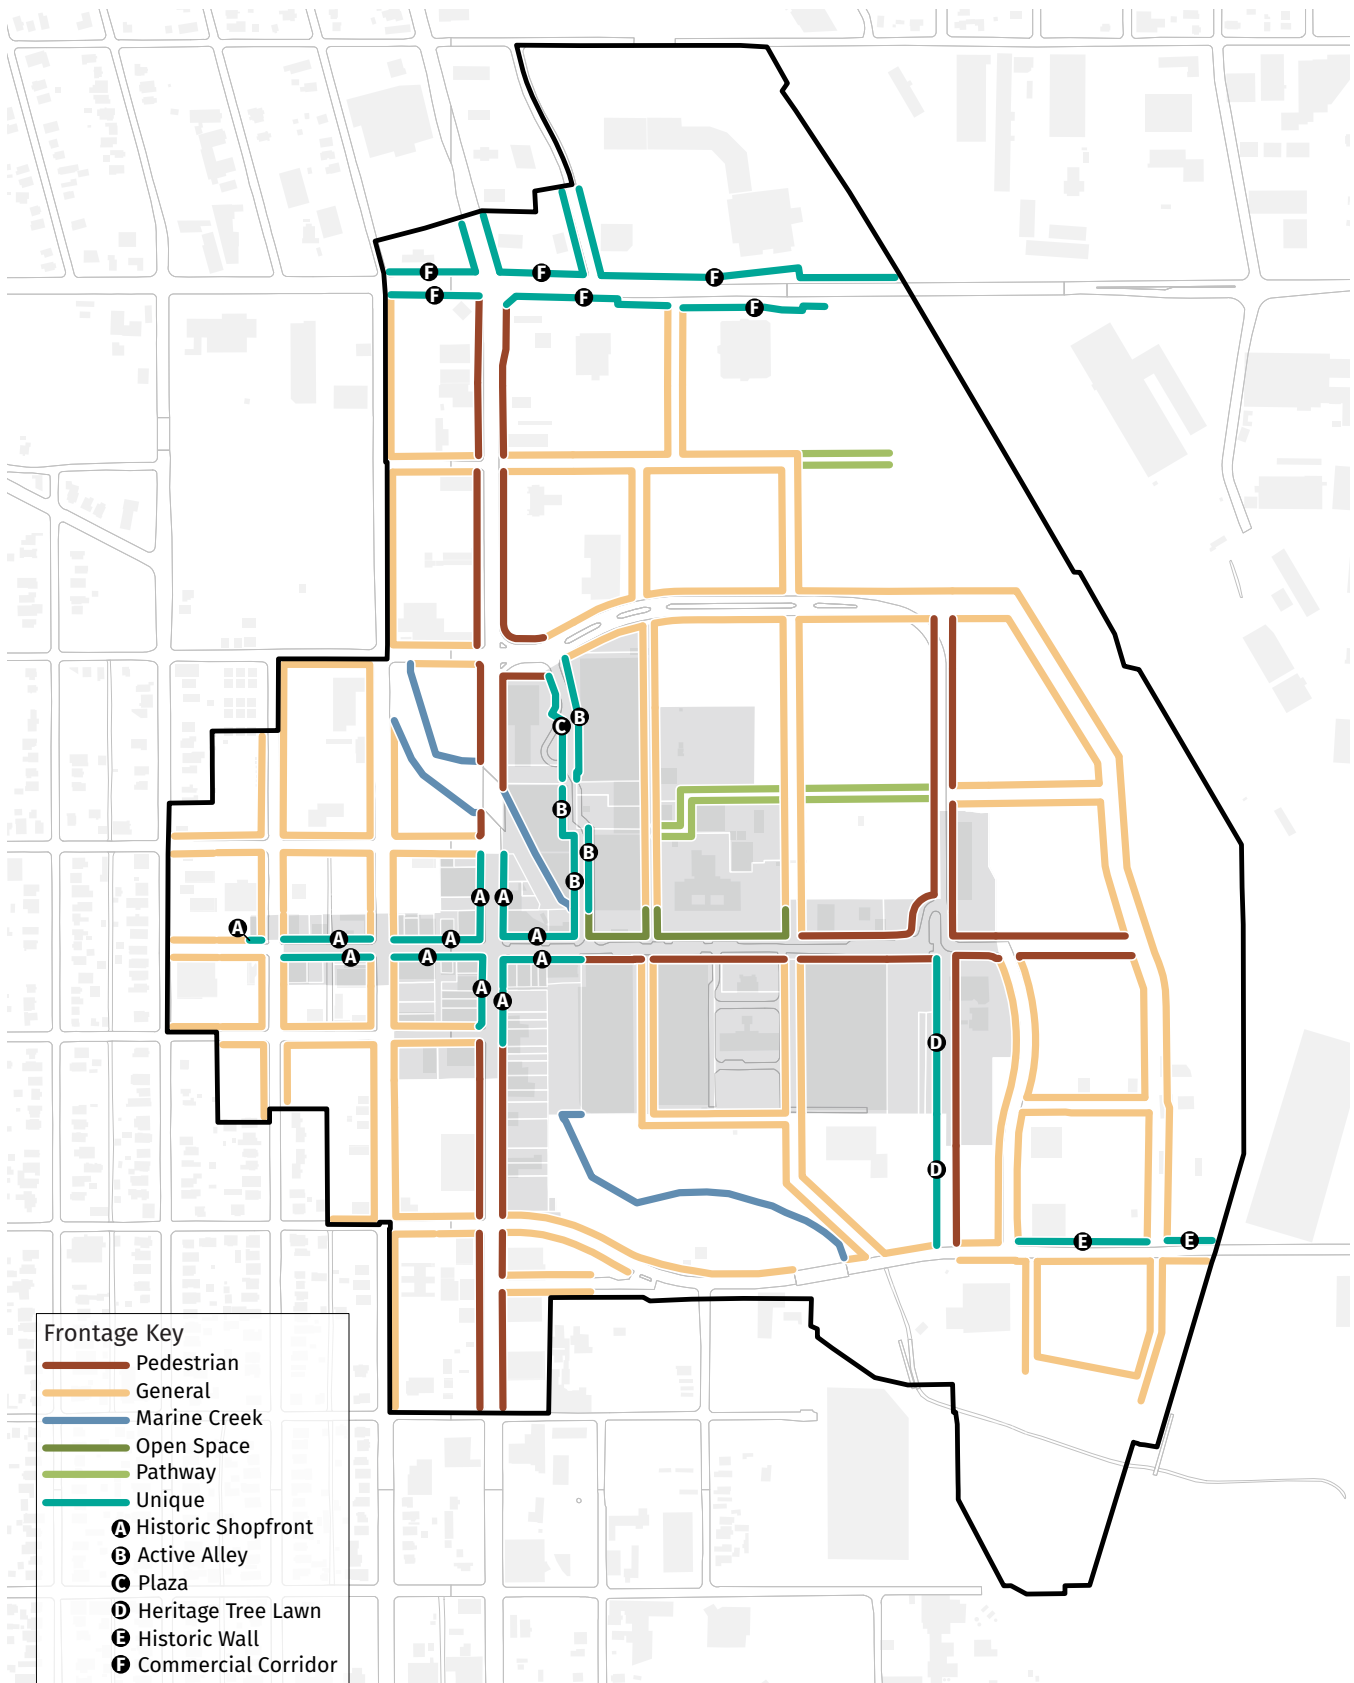 F
F
F
F
F
F
C
B
B
B
B
A
A
A
A
A
A
A
A
A
A
A
D
D
E
E
Frontage Key
Pedestrian
General
Marine Creek
Open Space
Pathway
Unique
A Historic Shopfront
B Active Alley
C Plaza
D Heritage Tree Lawn
E Historic Wall
F Commercial Corridor